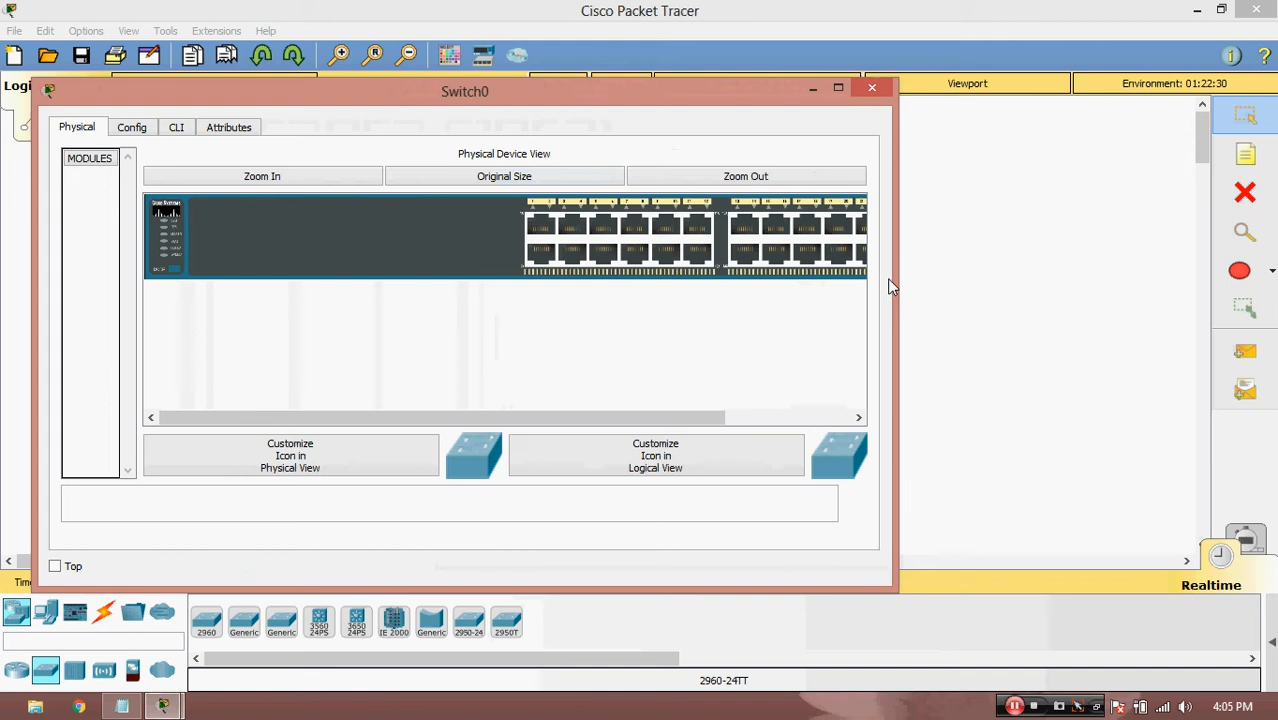 Cisco Packet Tracer
File Edit Options View Tools Extensions Help
Logi
Viewport
Environment: 01:22:30
Switch0
Physical Config CLI Attributes
MODULES
Physical Device View
Zoom In Original Size Zoom Out
Customize
Icon in
Physical View
Customize
Icon in
Logical View
Top
Tim
Realtime
2960
Generic
Generic
3560
24PS
3650
24PS
IE 2000
Generic
2950-24
2950T
2960-24TT
4:05 PM